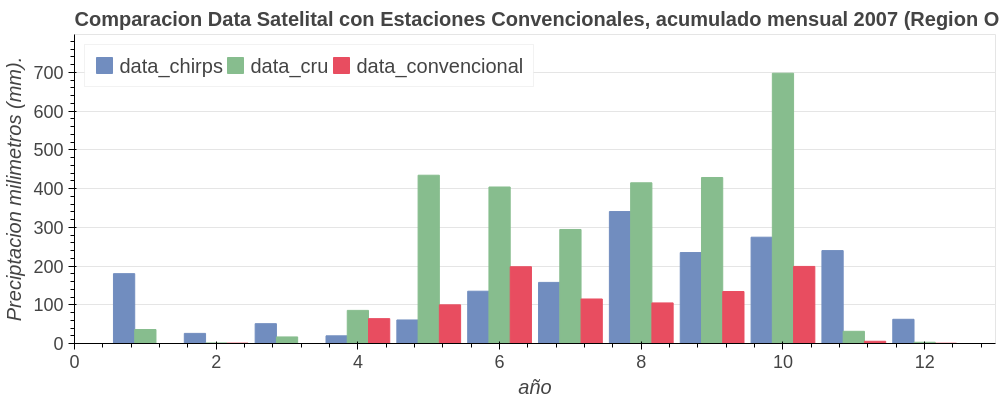 Comparacion Data Satelital con Estaciones Convencionales, acumulado mensual 2007 (Region O
data_chirps data_cru data_convencional
Preciptacion milimetros (mm).
700
600
500
400
300
200
100
0
0 2 4 6 8 10 12
año